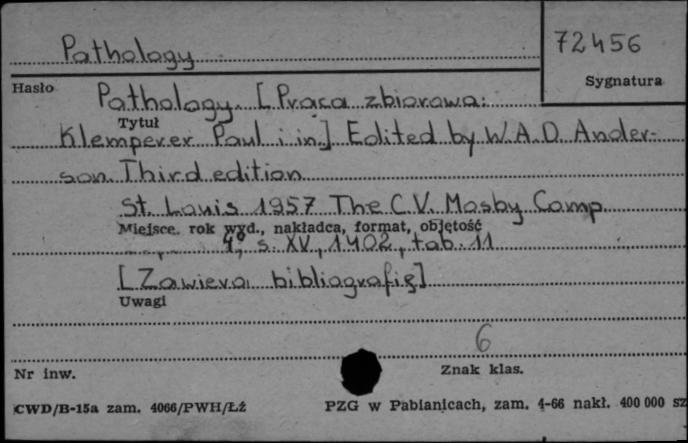 Pathology
72456
Sygnatura
Hasło
Pathology. [Praca zbiorowa:
Tytuł
Klemperer Paul i in.] Edited by W.A.D. Ander-
son Third edition
St. Louis 1957 The C.V. Mosby Comp
Miejsce, rok wyd., nakładca, format, objętość
4°, s. XV, 1402, tab. 11
[Zawiera bibliografię]
Uwagi
6
Nr inw.
Znak klas.
CWD/B-15a zam. 4066/PWH/Łź
PZG w Pabianicach, zam. 4-66 nakł. 400 000 sz